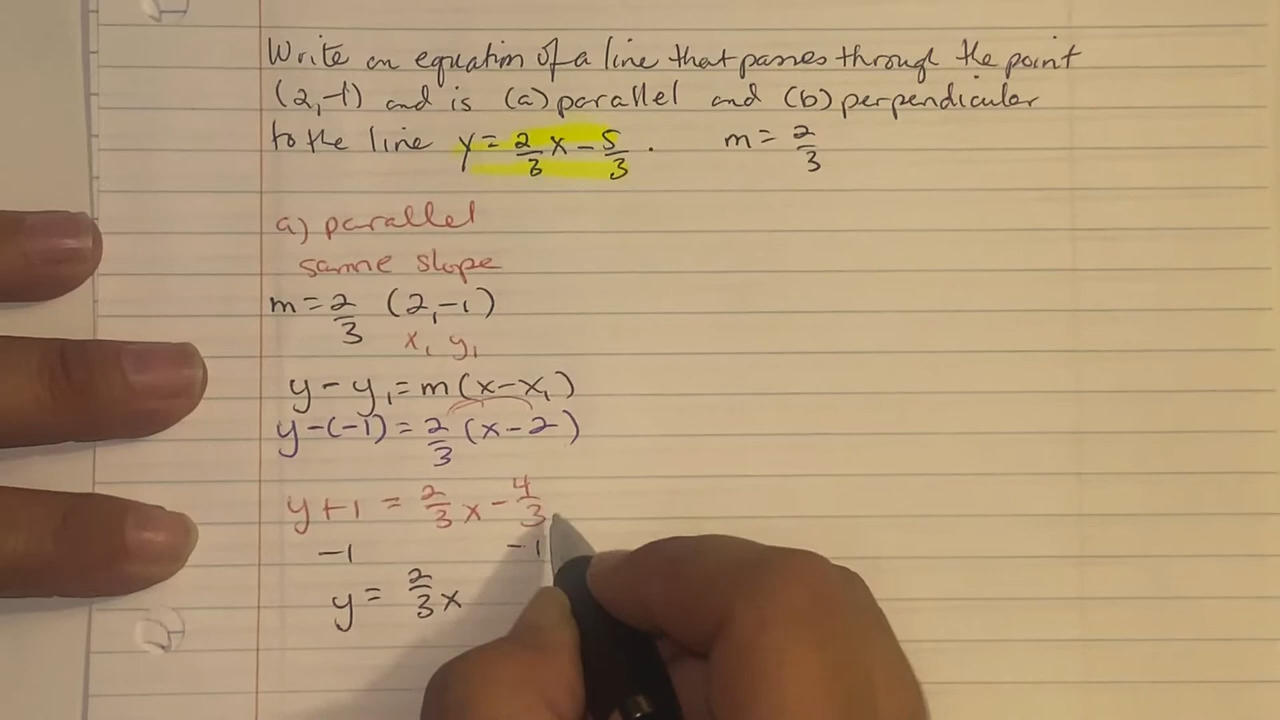 Write an equation of a line that passes through the point
(2,-1) and is (a) parallel and (b) perpendicular
to the line y = 2/3 x - 5/3 . m = 2/3
a) parallel
same slope
m = 2/3 (2,-1)
x₁ y₁
y - y₁ = m(x - x₁)
y - (-1) = 2/3 (x - 2)
y + 1 = 2/3 x - 4/3
-1 -1
y = 2/3 x